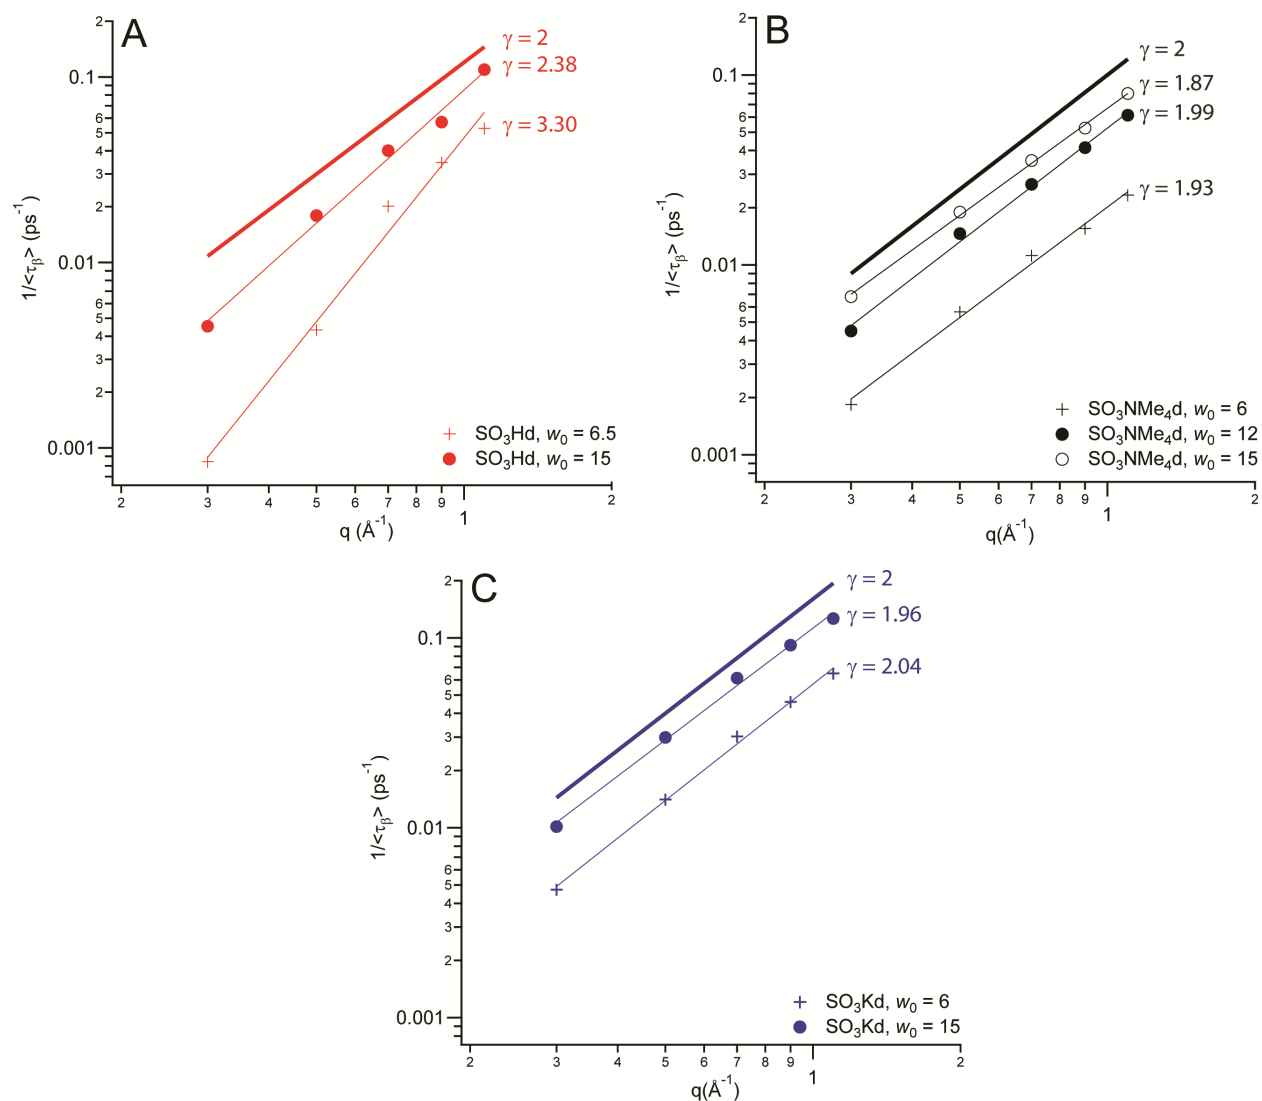 A
2
γ = 2
0.1
γ = 2.38
6
5
4
γ = 3.30
3
2
1/<τβ> (ps⁻¹)
0.01
6
5
4
3
2
SO₃Hd, w₀ = 6.5
0.001
SO₃Hd, w₀ = 15
2 3 4 5 6 7 8 9 1 2
q (Å⁻¹)
B
2
γ = 2
0.1
γ = 1.87
6
γ = 1.99
5
4
3
γ = 1.93
2
1/<τβ> (ps⁻¹)
0.01
6
5
4
3
2
SO₃NMe₄d, w₀ = 6
SO₃NMe₄d, w₀ = 12
0.001
SO₃NMe₄d, w₀ = 15
2 3 4 5 6 7 8 9 1 2
q(Å⁻¹)
C
2
γ = 2
γ = 1.96
0.1
γ = 2.04
6
5
4
3
2
1/<τβ> (ps⁻¹)
0.01
6
5
4
3
2
SO₃Kd, w₀ = 6
0.001
SO₃Kd, w₀ = 15
2 3 4 5 6 7 8 9 1 2
q(Å⁻¹)